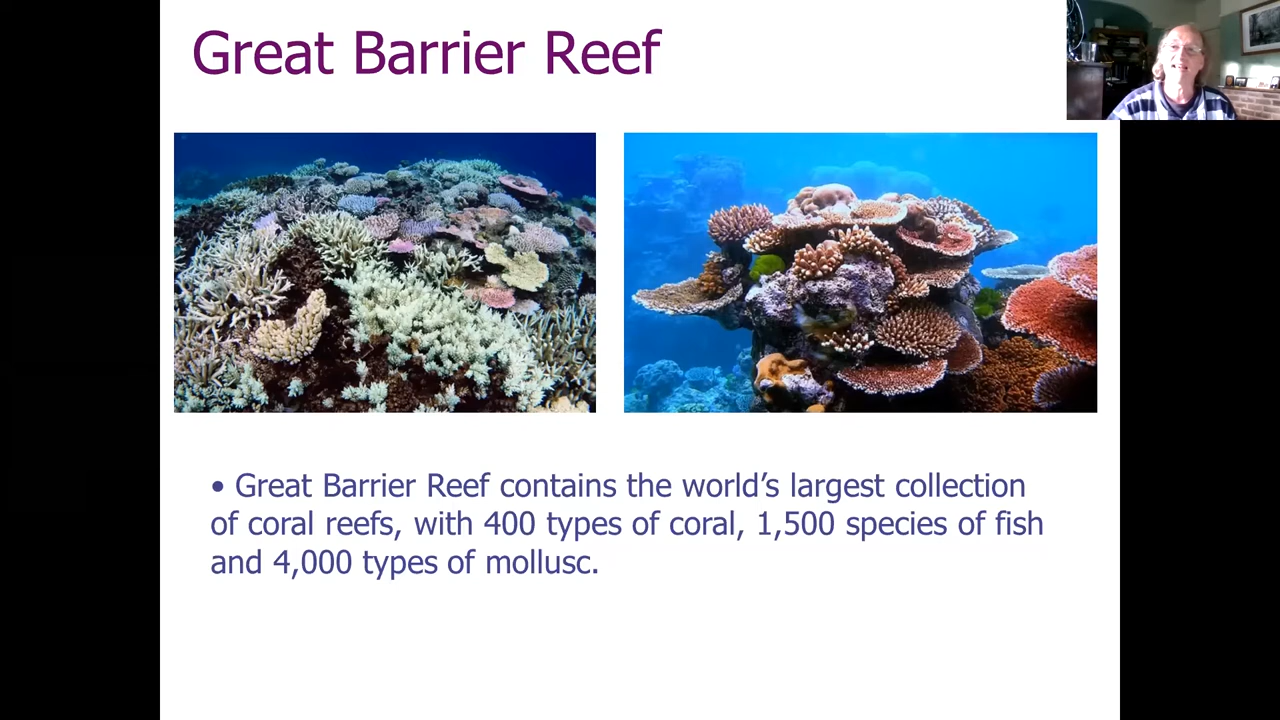 Great Barrier Reef
• Great Barrier Reef contains the world’s largest collection
of coral reefs, with 400 types of coral, 1,500 species of fish
and 4,000 types of mollusc.